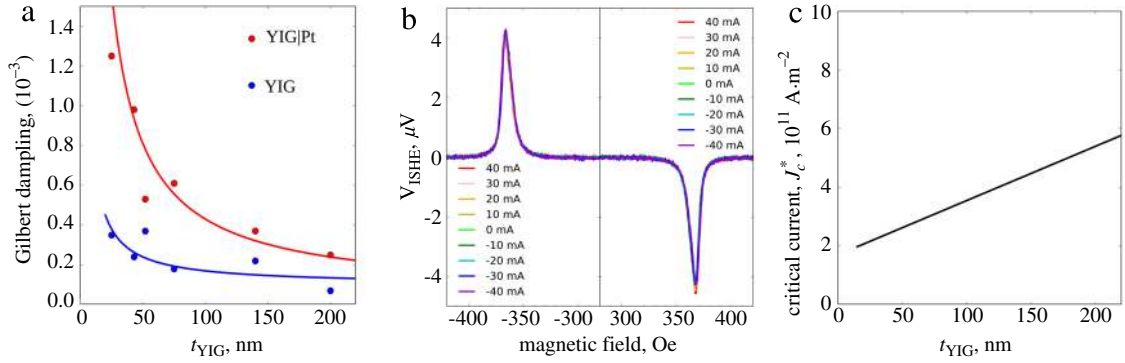 a
Gilbert dampling, (10⁻³)
1.4
1.2
1.0
0.8
0.6
0.4
0.2
0.0
YIG|Pt
YIG
0
50
100
150
200
t_YIG, nm
b
V_ISHE, μV
4
2
0
-2
-4
40 mA
30 mA
20 mA
10 mA
0 mA
-10 mA
-20 mA
-30 mA
-40 mA
40 mA
30 mA
20 mA
10 mA
0 mA
-10 mA
-20 mA
-30 mA
-40 mA
-420
-350
-300
300
350
400
magnetic field, Oe
c
critical current, J_c^*, 10¹¹ A·m⁻²
10
8
6
4
2
0
0
50
100
150
200
t_YIG, nm